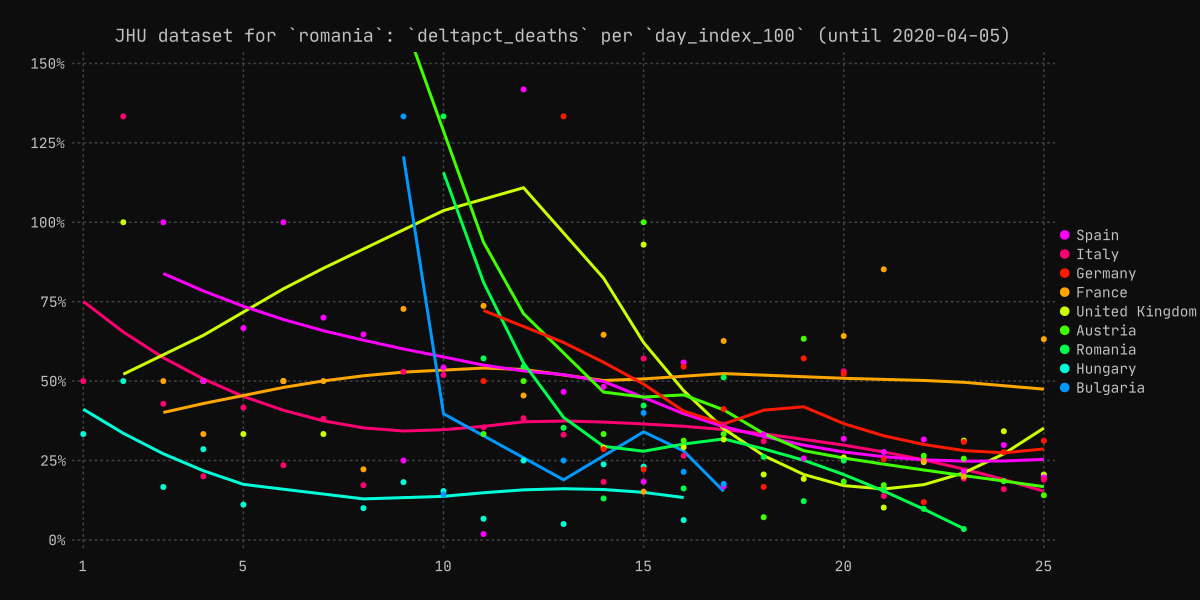 JHU dataset for `romania`: `deltapct_deaths` per `day_index_100` (until 2020-04-05)
150%
125%
100%
75%
50%
25%
0%
1 5 10 15 20 25
Spain
Italy
Germany
France
United Kingdom
Austria
Romania
Hungary
Bulgaria